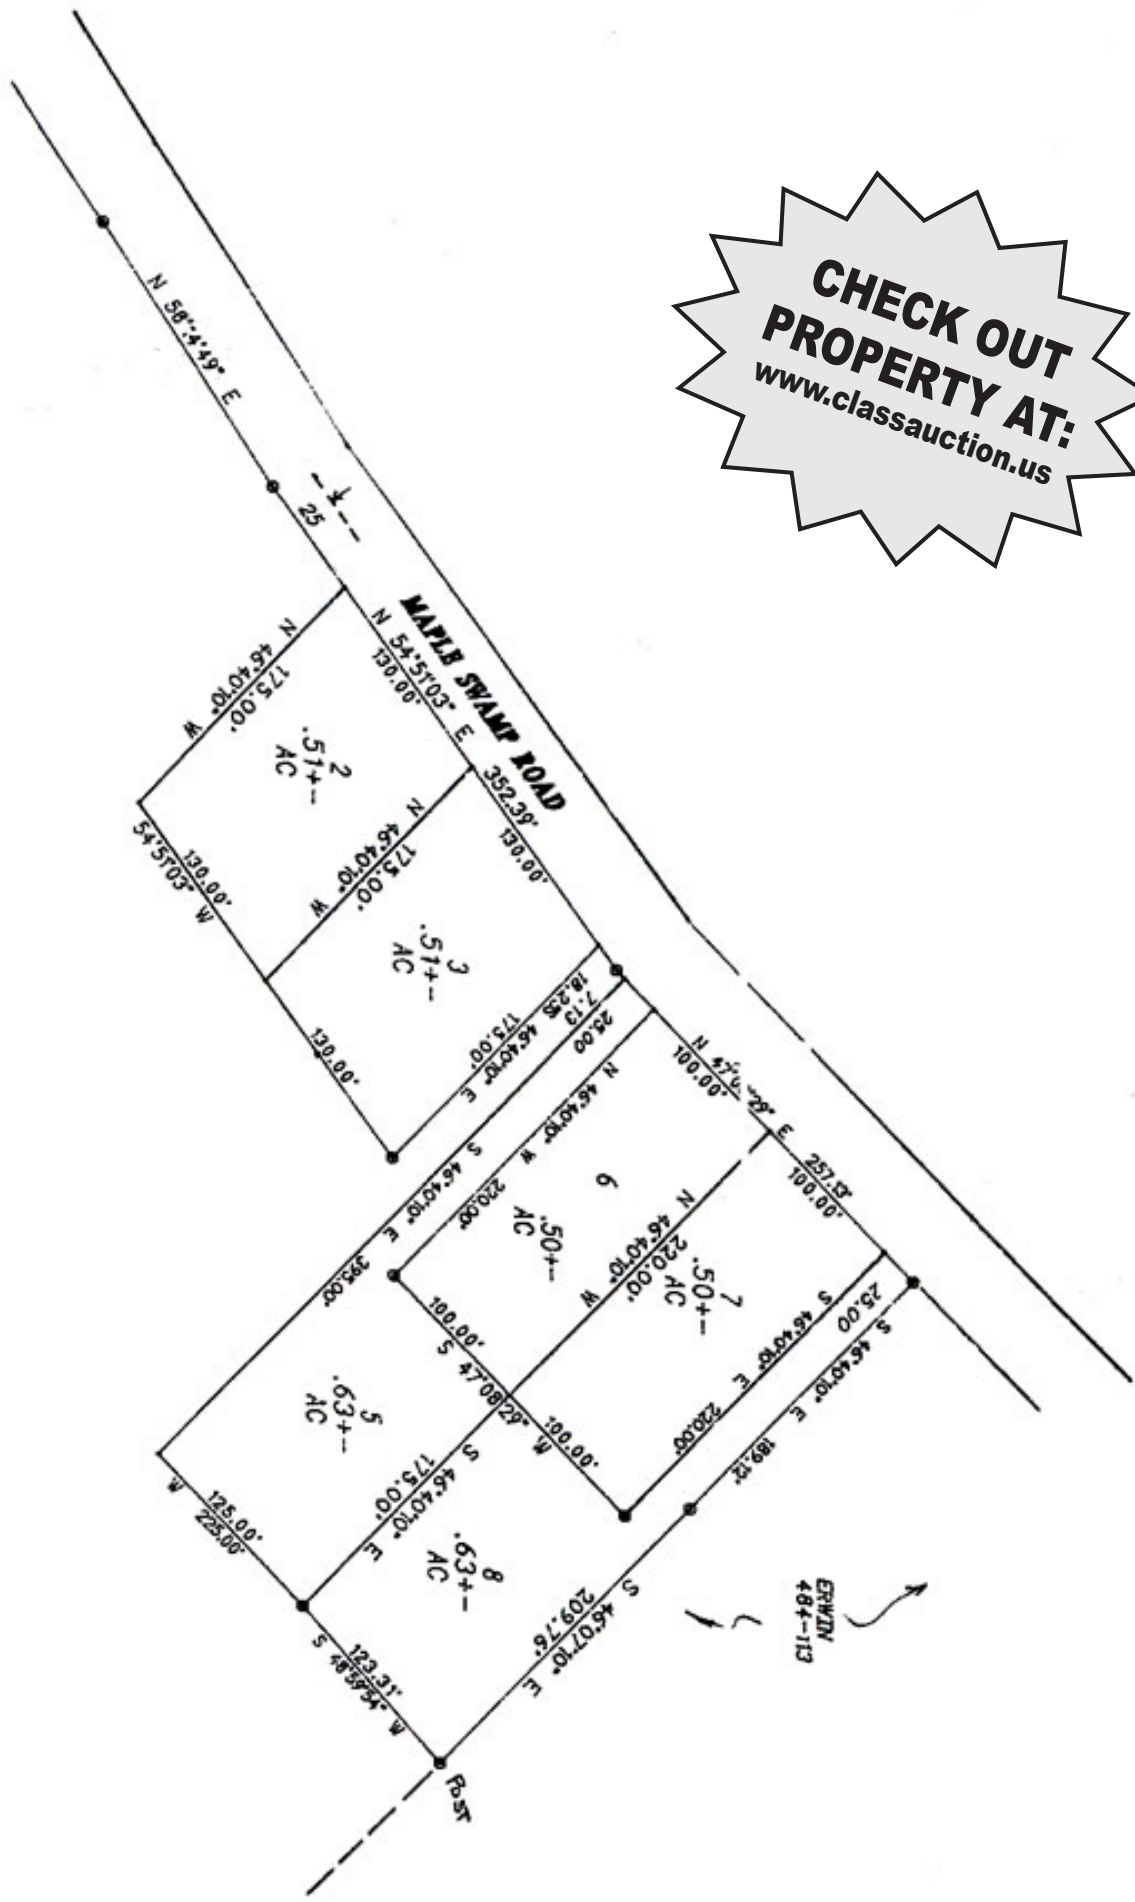 CHECK OUT
PROPERTY AT:
www.classauction.us
N 58°:4'49" E
25
MAPLE SWAMP ROAD
N 54°51'03" E
130.00'
352.39'
130.00'
N 46°40'10" W
175.00'
2
.51+-
AC
N 46°40'10" W
175.00'
130.00'
54°51'03" W
3
.51+-
AC
130.00'
18.23
S 46°40'10" E
175.00'
7.13
25.00
N 46°40'10" W
220.00'
S 46°40'10" E
395.00'
N 47° 29" E
100.00'
257.13'
100.00'
6
.50+-
AC
N 46°40'10" W
220.00'
7
.50+-
AC
S 46°40'10" E
220.00'
25.00
S 46°40'10" E
189.12'
100.00'
S 47°08'29" W
100.00'
5
.63+-
AC
S 46°40'10" E
175.00'
8
.63+-
AC
S 46°07'10" E
209.76'
W
125.00'
225.00'
123.31'
S 48°59'54" W
POST
ERWIN
484-113